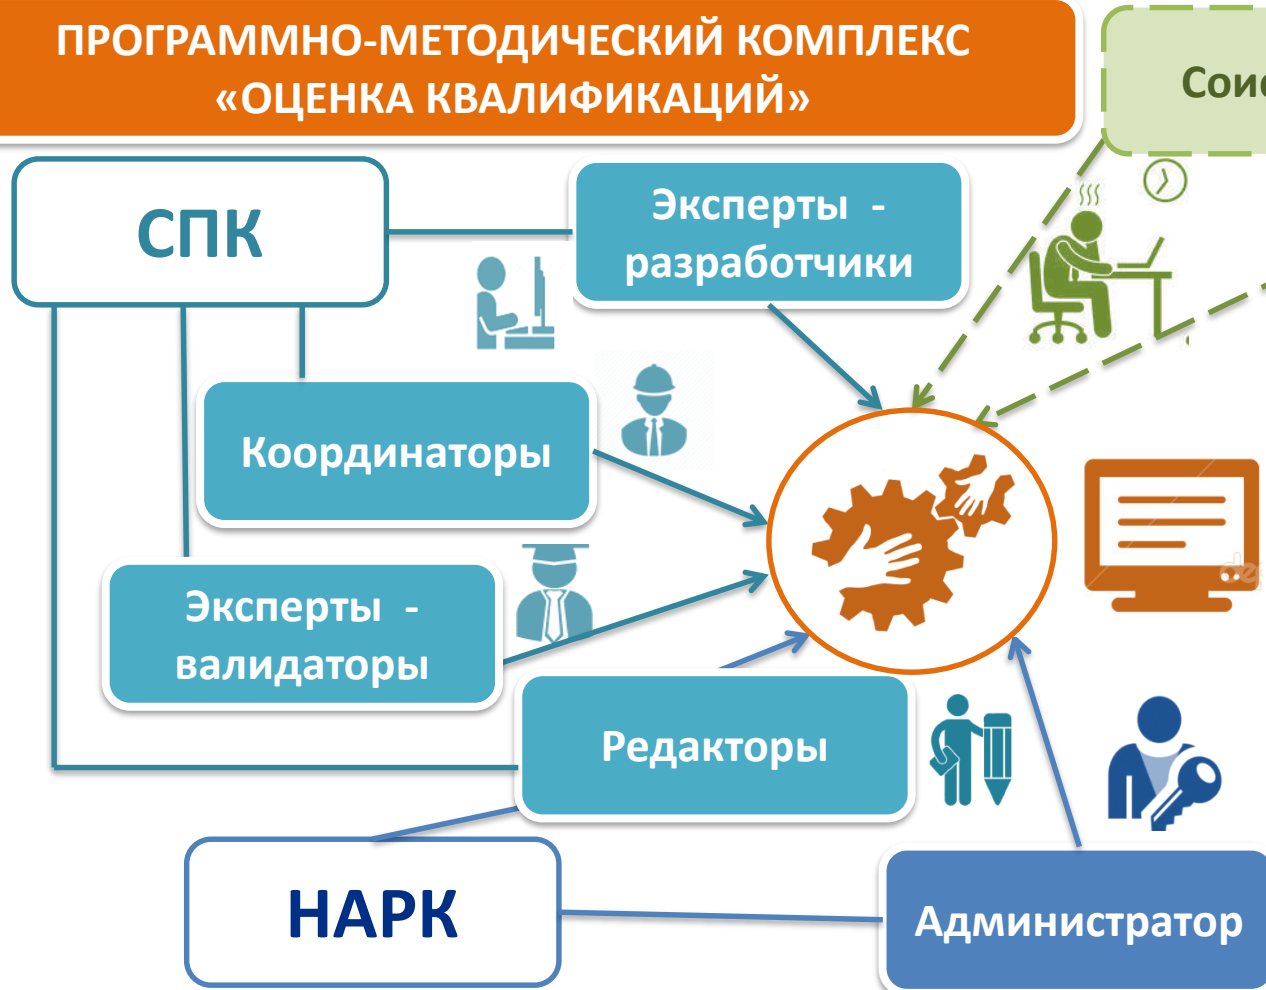 ПРОГРАММНО-МЕТОДИЧЕСКИЙ КОМПЛЕКС
«ОЦЕНКА КВАЛИФИКАЦИЙ»
СПК
Эксперты -
разработчики
Координаторы
Эксперты -
валидаторы
Редакторы
НАРК
Администратор